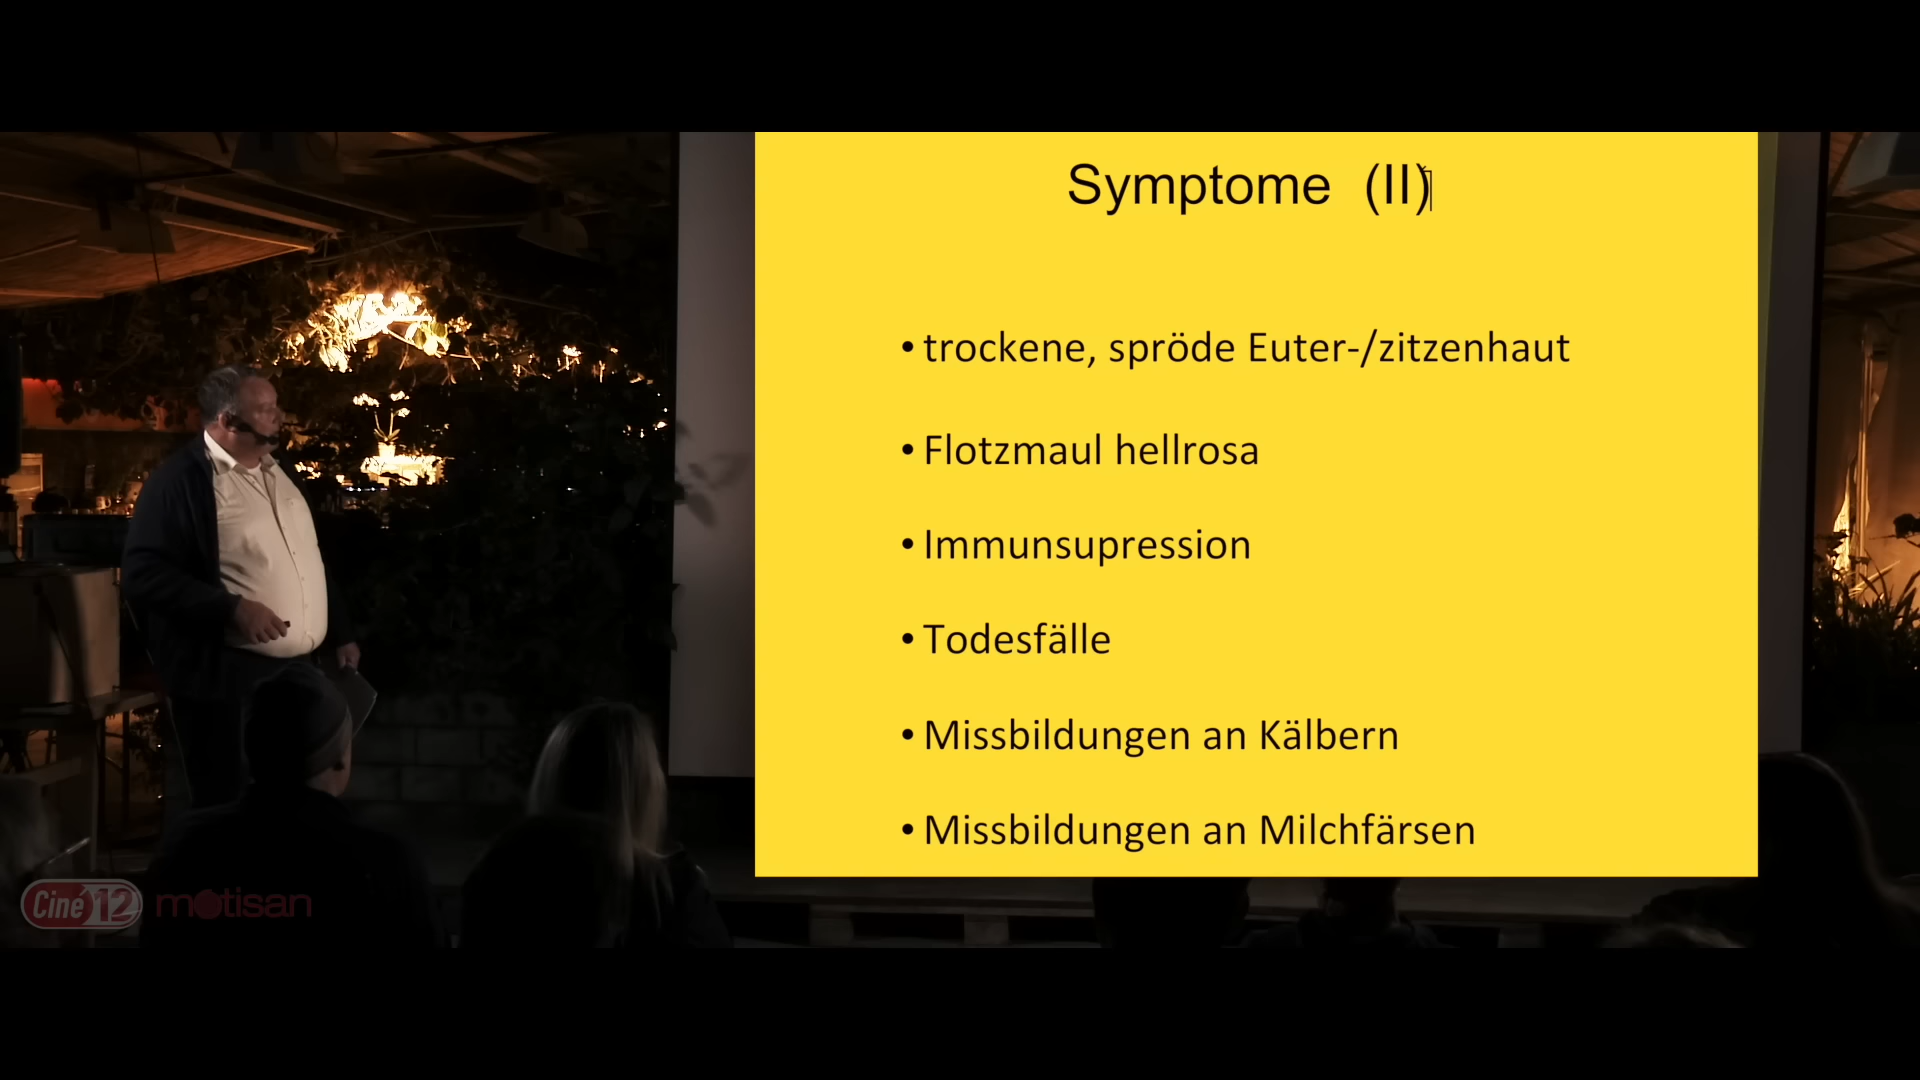 Symptome (II)
• trockene, spröde Euter-/zitzenhaut
• Flotzmaul hellrosa
• Immunsupression
• Todesfälle
• Missbildungen an Kälbern
• Missbildungen an Milchfärsen
Ciné 12 motisan